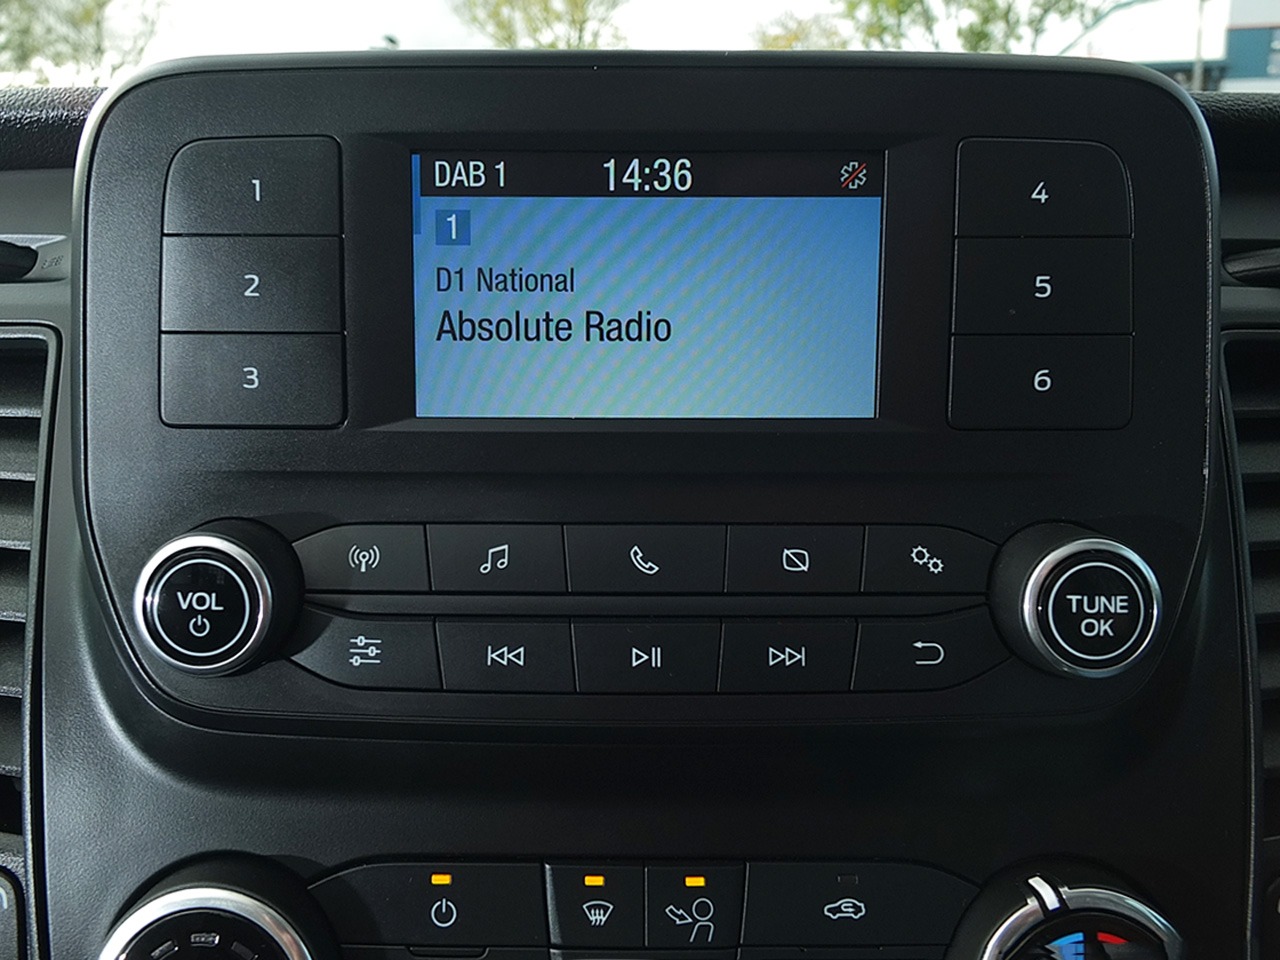 DAB 1 14:36
1
D1 National
Absolute Radio
1
2
3
4
5
6
VOL
TUNE
OK